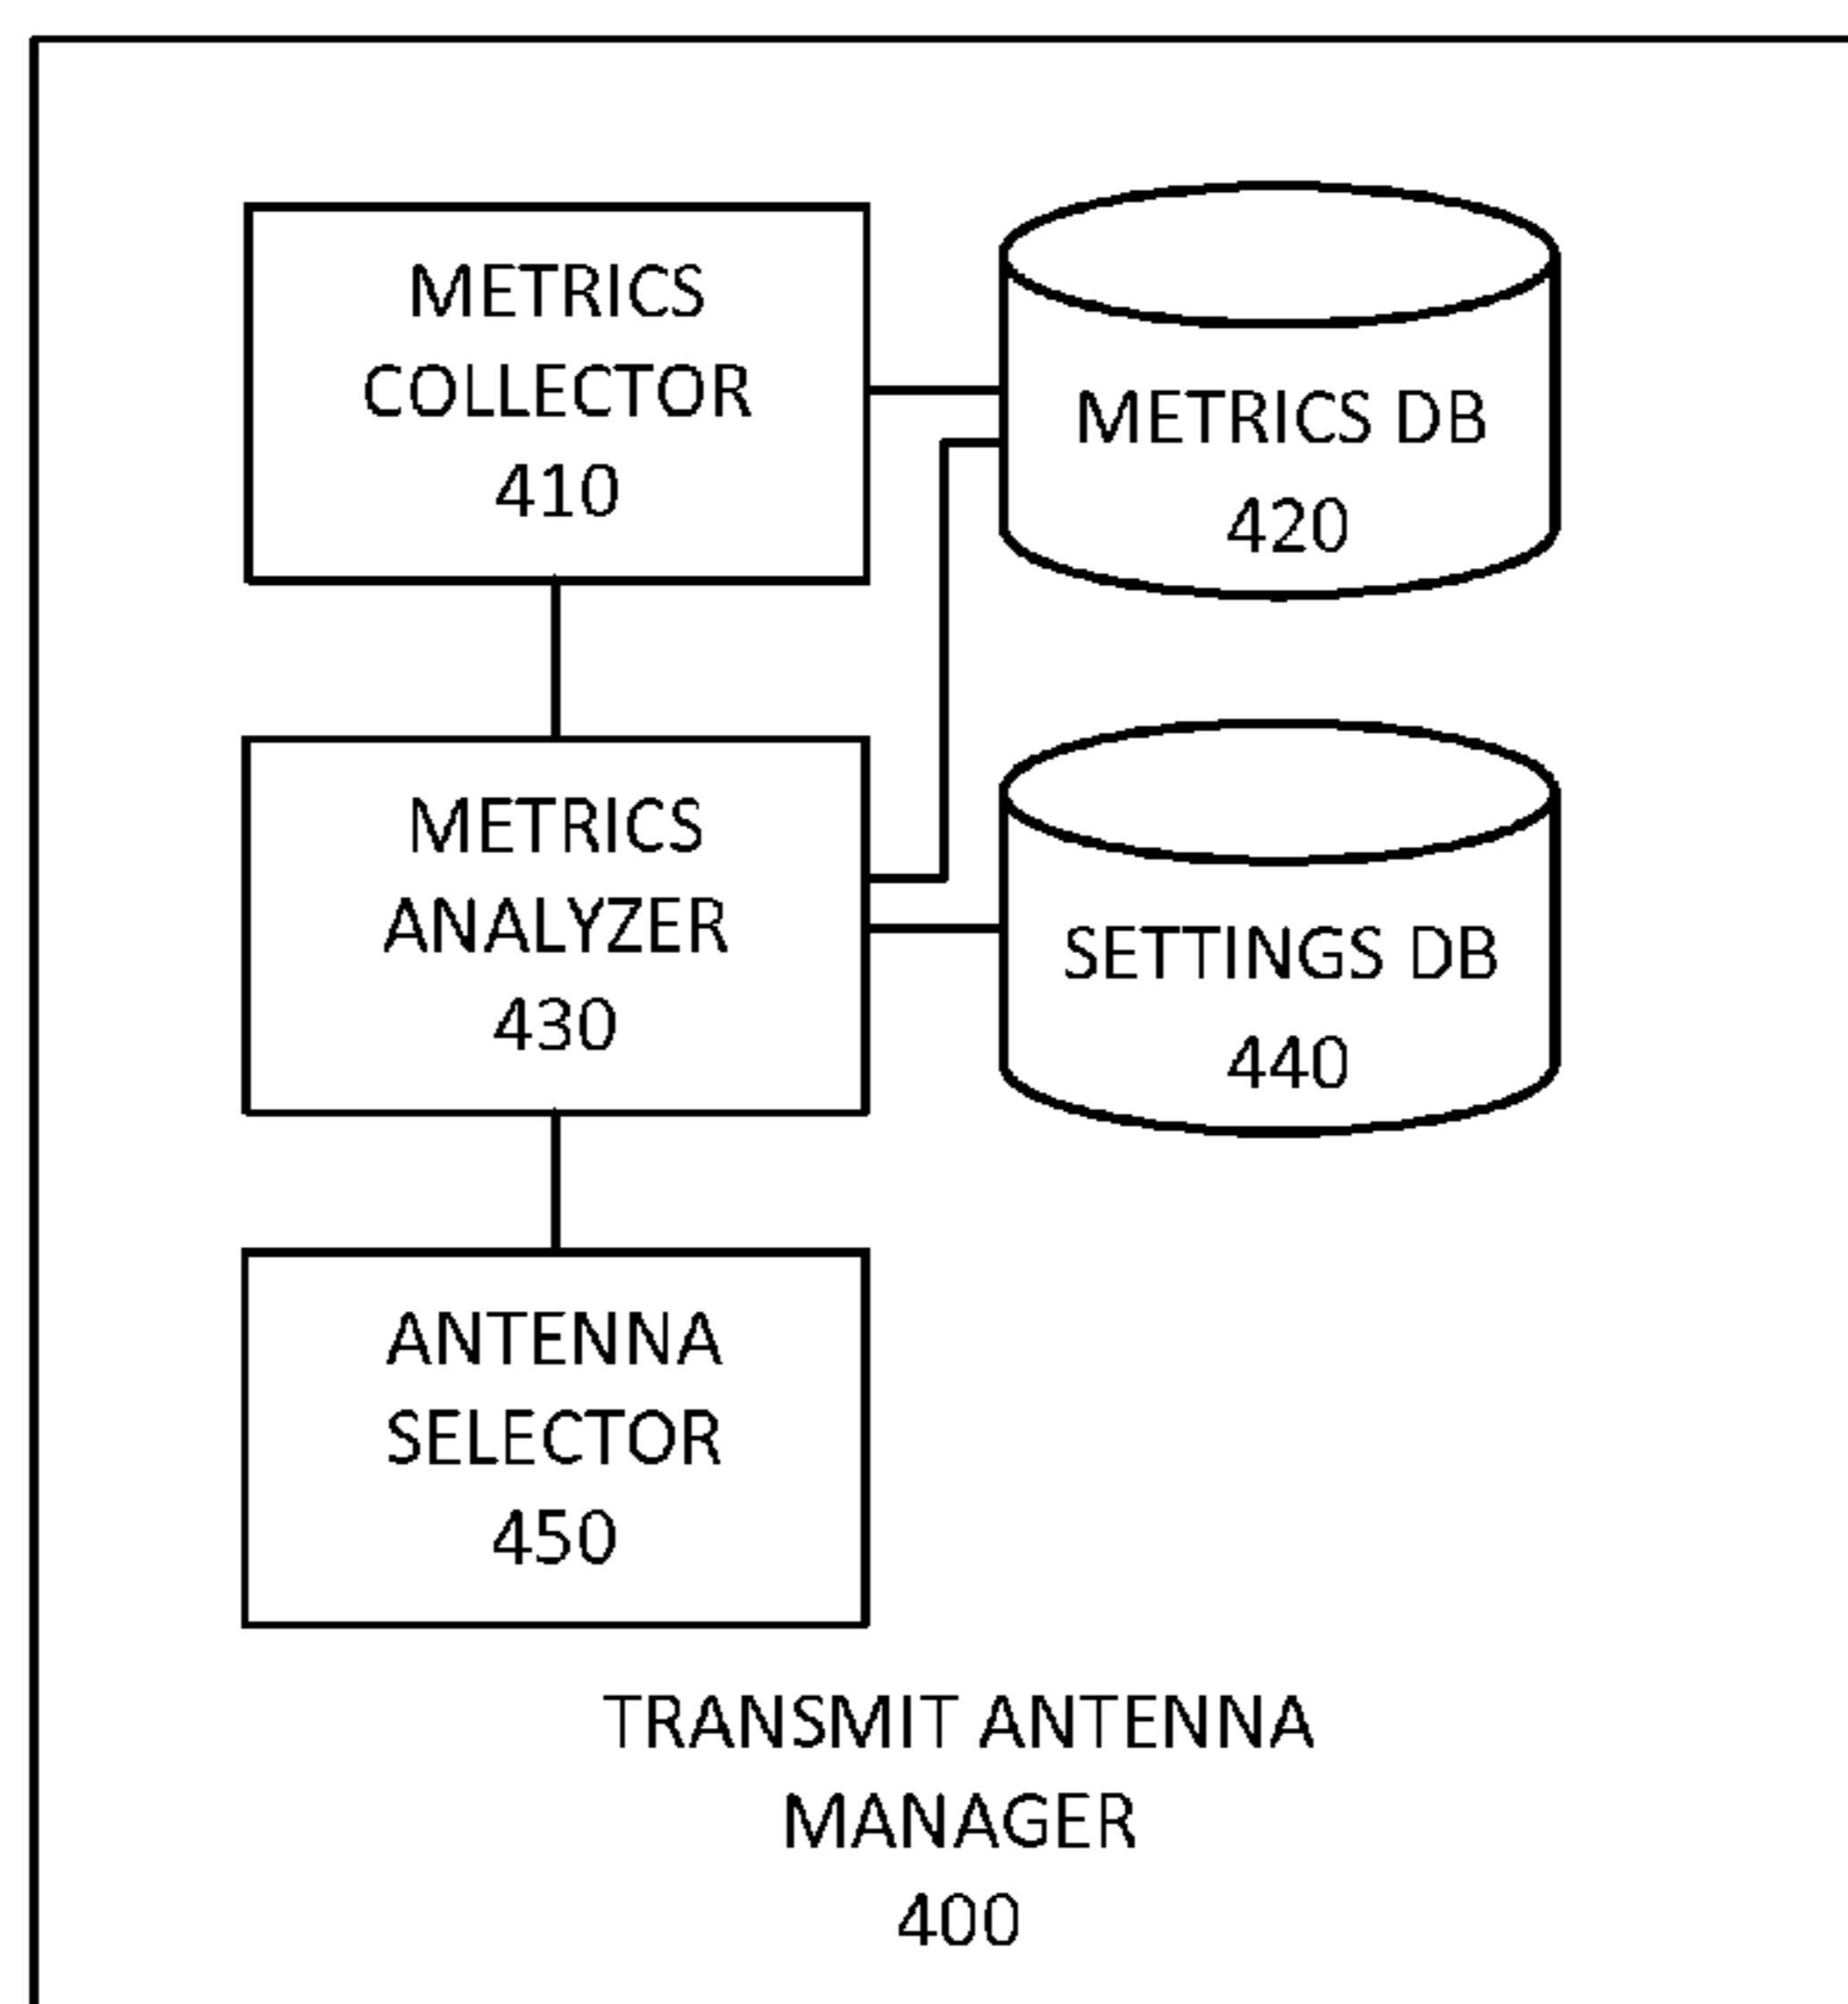 METRICS
COLLECTOR
410
METRICS DB
420
METRICS
ANALYZER
430
SETTINGS DB
440
ANTENNA
SELECTOR
450
TRANSMIT ANTENNA
MANAGER
400